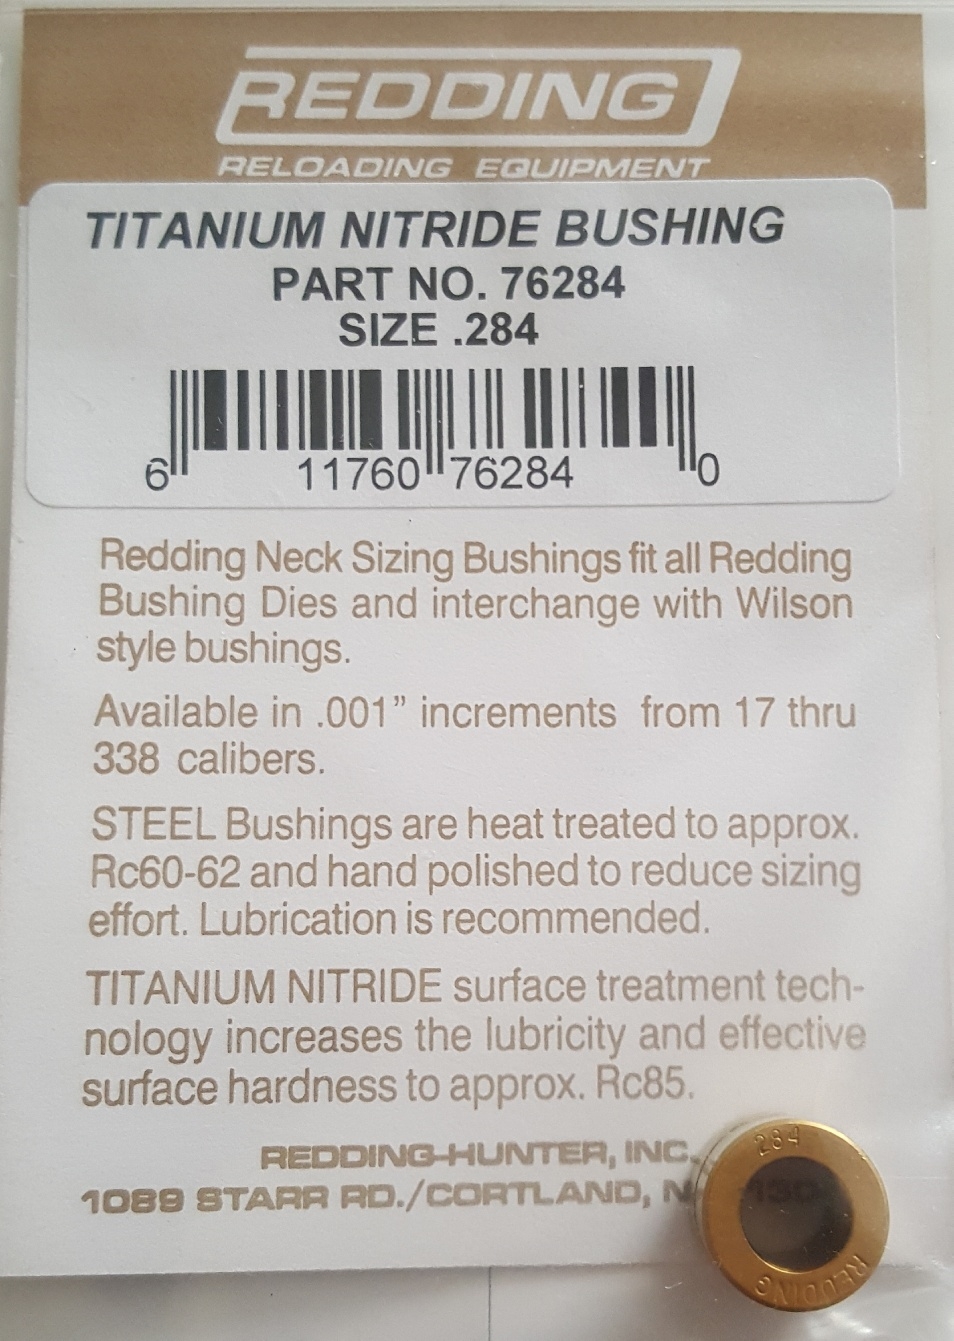 REDDING
RELOADING EQUIPMENT
TITANIUM NITRIDE BUSHING
PART NO. 76284
SIZE .284
6 11760 76284 0
Redding Neck Sizing Bushings fit all Redding
Bushing Dies and interchange with Wilson
style bushings.
Available in .001” increments from 17 thru
338 calibers.
STEEL Bushings are heat treated to approx.
Rc60-62 and hand polished to reduce sizing
effort. Lubrication is recommended.
TITANIUM NITRIDE surface treatment tech-
nology increases the lubricity and effective
surface hardness to approx. Rc85.
REDDING-HUNTER, INC.
1089 STARR RD./CORTLAND, N
284
REDDING